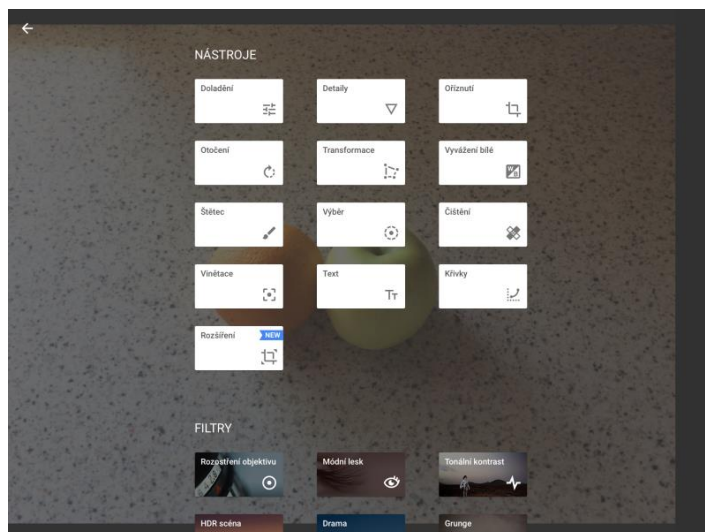 NÁSTROJE
Doladění
Detaily
Oříznutí
Otočení
Transformace
Vyvážení bílé
W
B
Štětec
Výběr
Čištění
Vinětace
Text
Tт
Křivky
Rozšíření
NEW
FILTRY
Rozostření objektivu
Módní lesk
Tonální kontrast
HDR scéna
Drama
Grunge